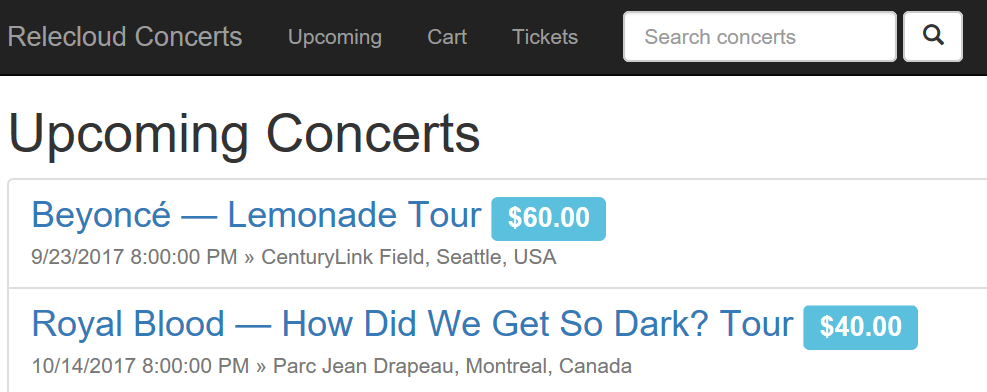 Relecloud Concerts Upcoming Cart Tickets Search concerts
Upcoming Concerts
Beyoncé — Lemonade Tour $60.00
9/23/2017 8:00:00 PM » CenturyLink Field, Seattle, USA
Royal Blood — How Did We Get So Dark? Tour $40.00
10/14/2017 8:00:00 PM » Parc Jean Drapeau, Montreal, Canada